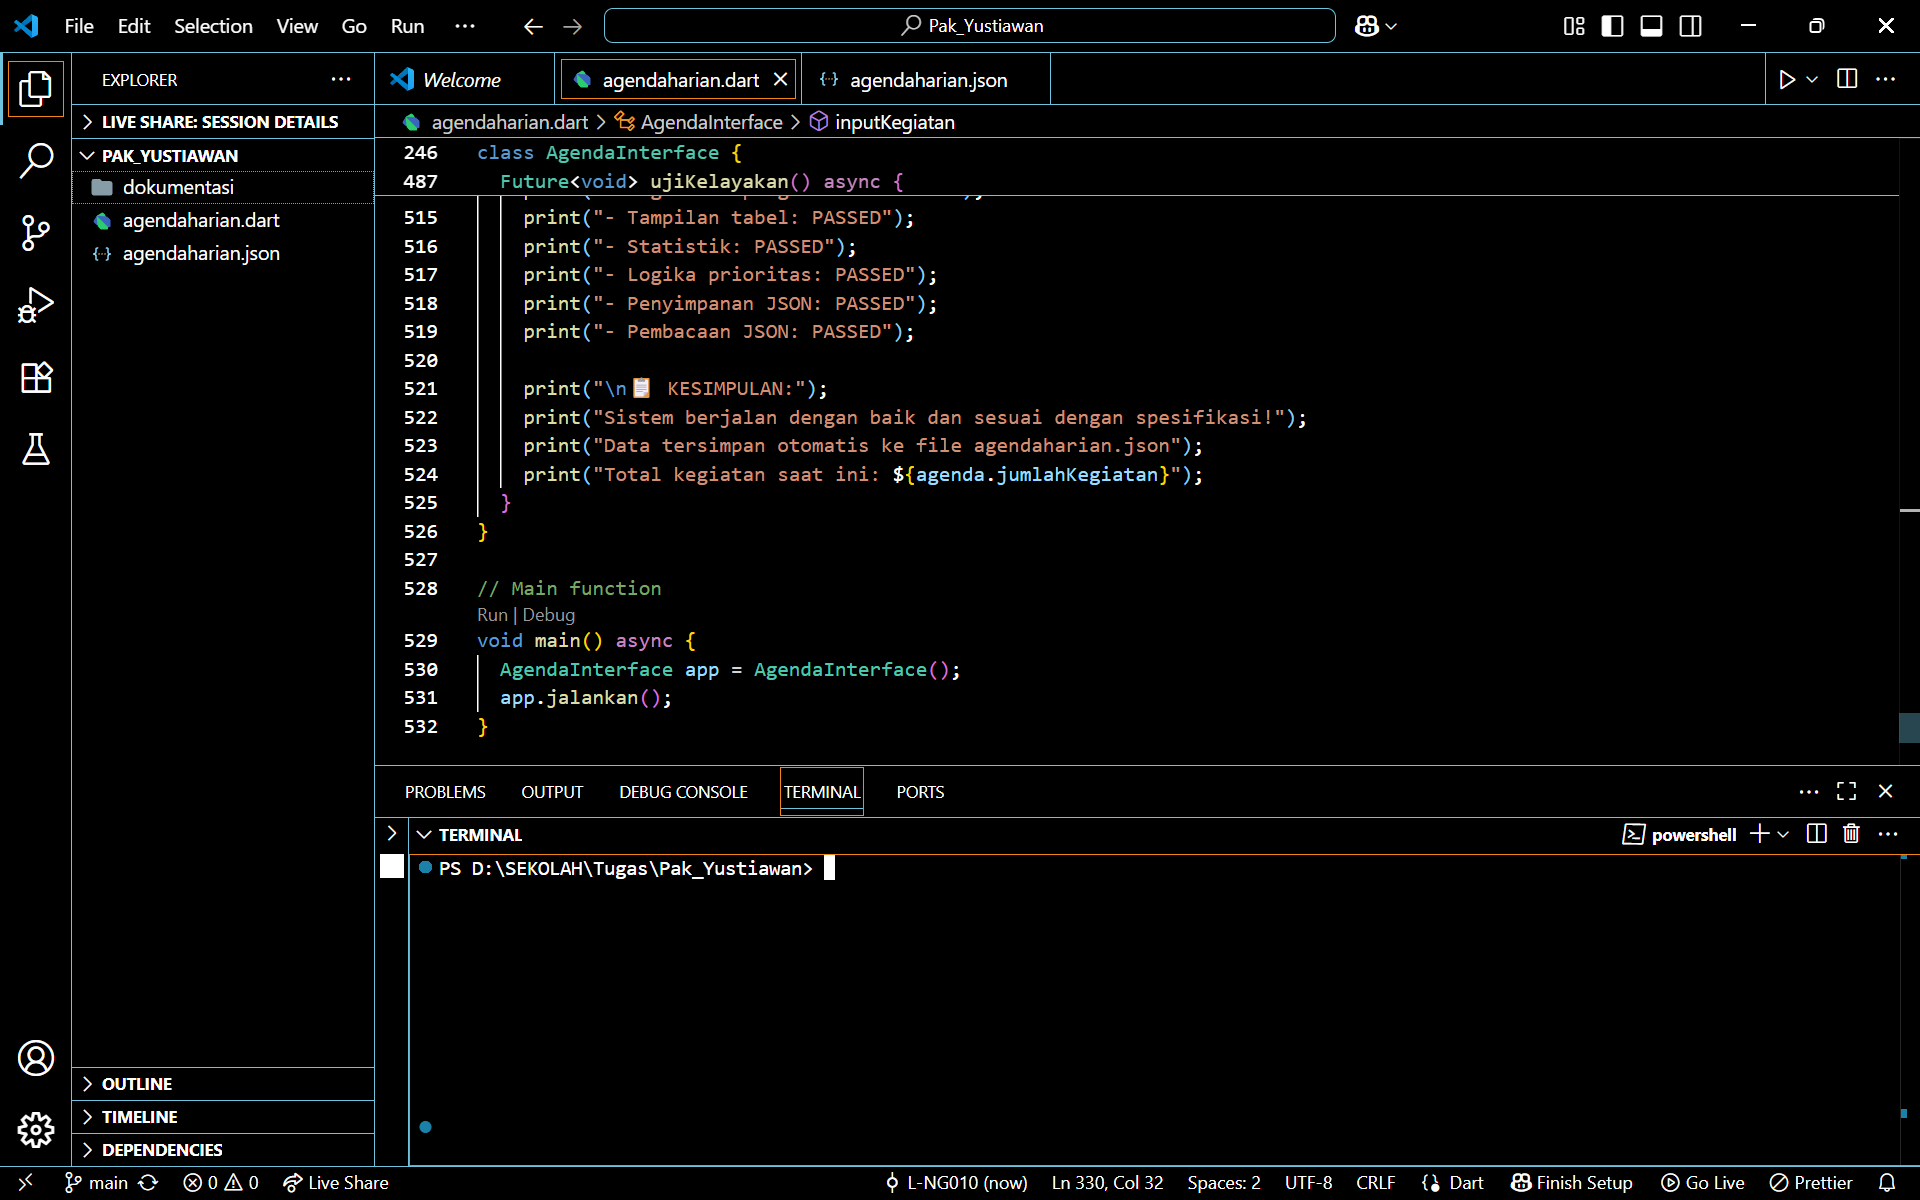 File Edit Selection View Go Run ··· Pak_Yustiawan
EXPLORER ···
LIVE SHARE: SESSION DETAILS
PAK_YUSTIAWAN
dokumentasi
agendaharian.dart
agendaharian.json
OUTLINE
TIMELINE
DEPENDENCIES
Welcome agendaharian.dart agendaharian.json
agendaharian.dart > AgendaInterface > inputKegiatan
246 class AgendaInterface {
487 Future<void> ujiKelayakan() async {
515 print("- Tampilan tabel: PASSED");
516 print("- Statistik: PASSED");
517 print("- Logika prioritas: PASSED");
518 print("- Penyimpanan JSON: PASSED");
519 print("- Pembacaan JSON: PASSED");
520
521 print("\n📋 KESIMPULAN:");
522 print("Sistem berjalan dengan baik dan sesuai dengan spesifikasi!");
523 print("Data tersimpan otomatis ke file agendaharian.json");
524 print("Total kegiatan saat ini: ${agenda.jumlahKegiatan}");
525 }
526 }
527
528 // Main function
Run | Debug
529 void main() async {
530 AgendaInterface app = AgendaInterface();
531 app.jalankan();
532 }
PROBLEMS OUTPUT DEBUG CONSOLE TERMINAL PORTS
TERMINAL powershell
PS D:\SEKOLAH\Tugas\Pak_Yustiawan>
main 0 0 Live Share L-NG010 (now) Ln 330, Col 32 Spaces: 2 UTF-8 CRLF Dart Finish Setup Go Live Prettier